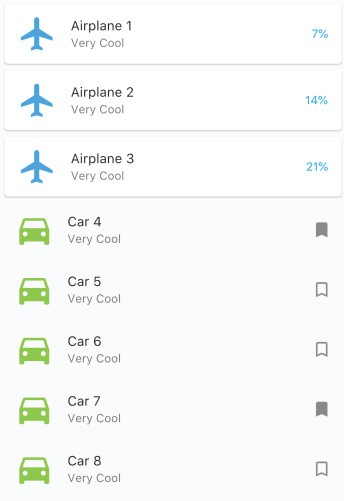 Airplane 1
Very Cool
7%
Airplane 2
Very Cool
14%
Airplane 3
Very Cool
21%
Car 4
Very Cool
Car 5
Very Cool
Car 6
Very Cool
Car 7
Very Cool
Car 8
Very Cool